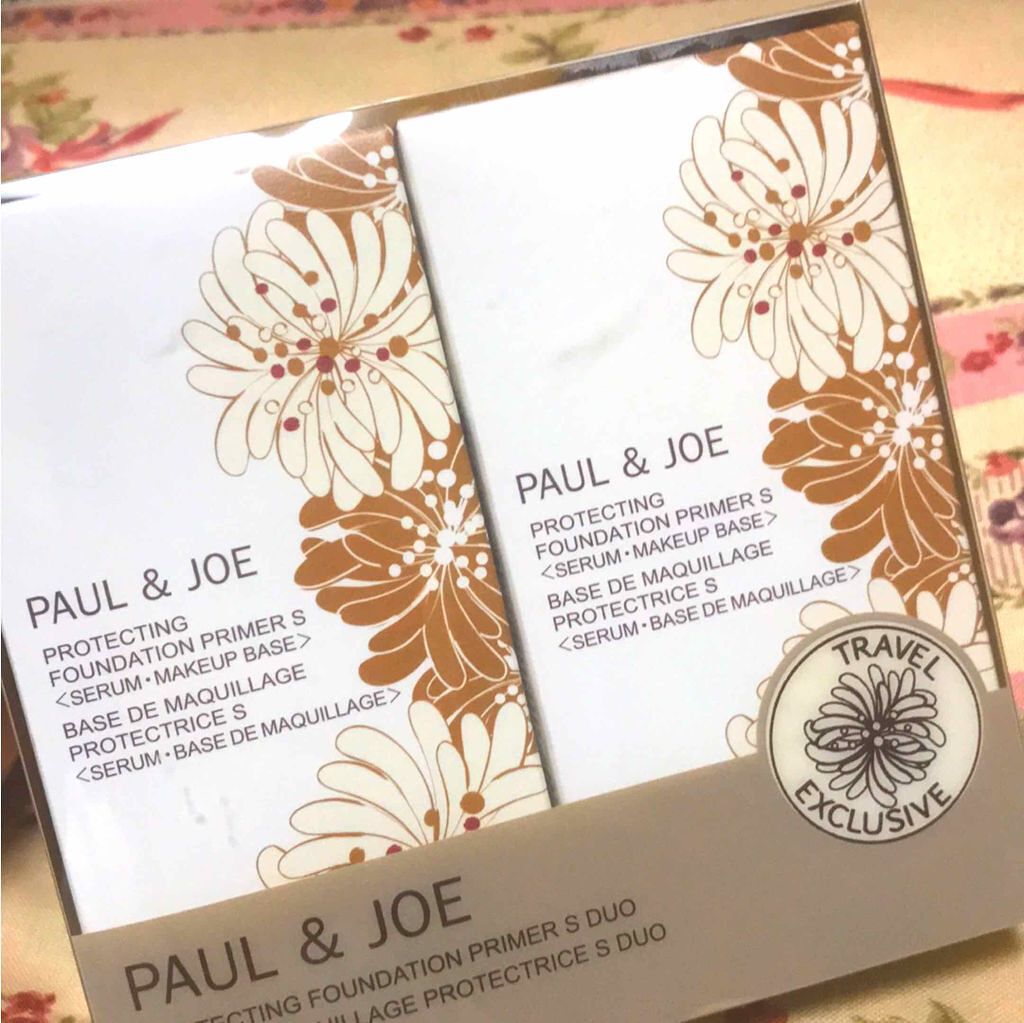 PAUL & JOE
PROTECTING
FOUNDATION PRIMER S
<SERUM・MAKEUP BASE>
BASE DE MAQUILLAGE
PROTECTRICE S
<SERUM・BASE DE MAQUILLAGE>
PAUL & JOE
PROTECTING
FOUNDATION PRIMER S
<SERUM・MAKEUP BASE>
BASE DE MAQUILLAGE
PROTECTRICE S
<SERUM・BASE DE MAQUILLAGE>
TRAVEL
EXCLUSIVE
PAUL & JOE
FOUNDATION PRIMER S DUO
PROTECTRICE S DUO